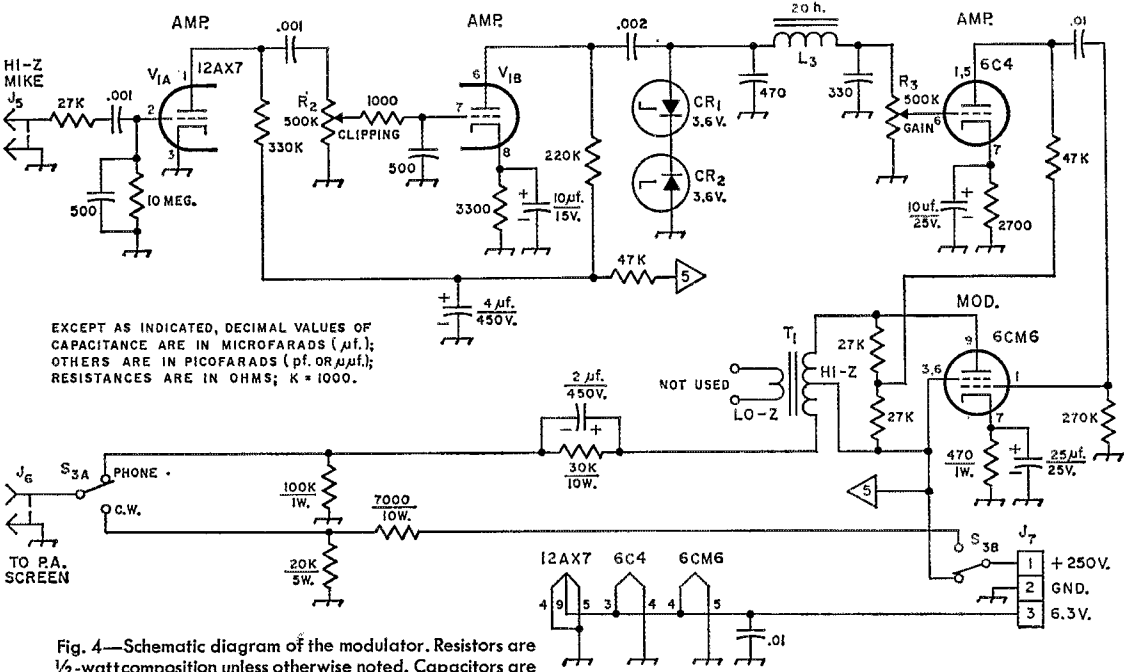 AMP.
AMP.
AMP.
.001
.002
20 h.
L3
.01
HI-Z
MIKE
J5
27K
.001
V1A
12AX7
1
2
3
500
10 MEG.
330K
R2
500K
CLIPPING
1000
500
6
V1B
7
8
3300
+
-
10µf.
15V.
220K
CR1
3.6V.
CR2
3.6V.
470
330
R3
500K
GAIN
6C4
1,5
6
7
+
-
10uf.
25V.
2700
47K
47K
5
+
-
4µf.
450V.
EXCEPT AS INDICATED, DECIMAL VALUES OF
CAPACITANCE ARE IN MICROFARADS (µf.);
OTHERS ARE IN PICOFARADS (pf. OR µµf.);
RESISTANCES ARE IN OHMS; K = 1000.
MOD.
6CM6
9
3,6
1
7
T1
NOT USED
LO-Z
HI-Z
27K
27K
270K
470
1W.
+
-
25µf.
25V.
2µf.
450V.
-
+
30K
10W.
5
J6
S3A
PHONE
C.W.
TO P.A.
SCREEN
100K
1W.
7000
10W.
20K
5W.
S3B
J7
1
+250V.
2
GND.
3
6.3V.
12AX7
6C4
6CM6
4
9
5
3
4
4
5
.01
Fig. 4—Schematic diagram of the modulator. Resistors are
½-watt composition unless otherwise noted. Capacitors are